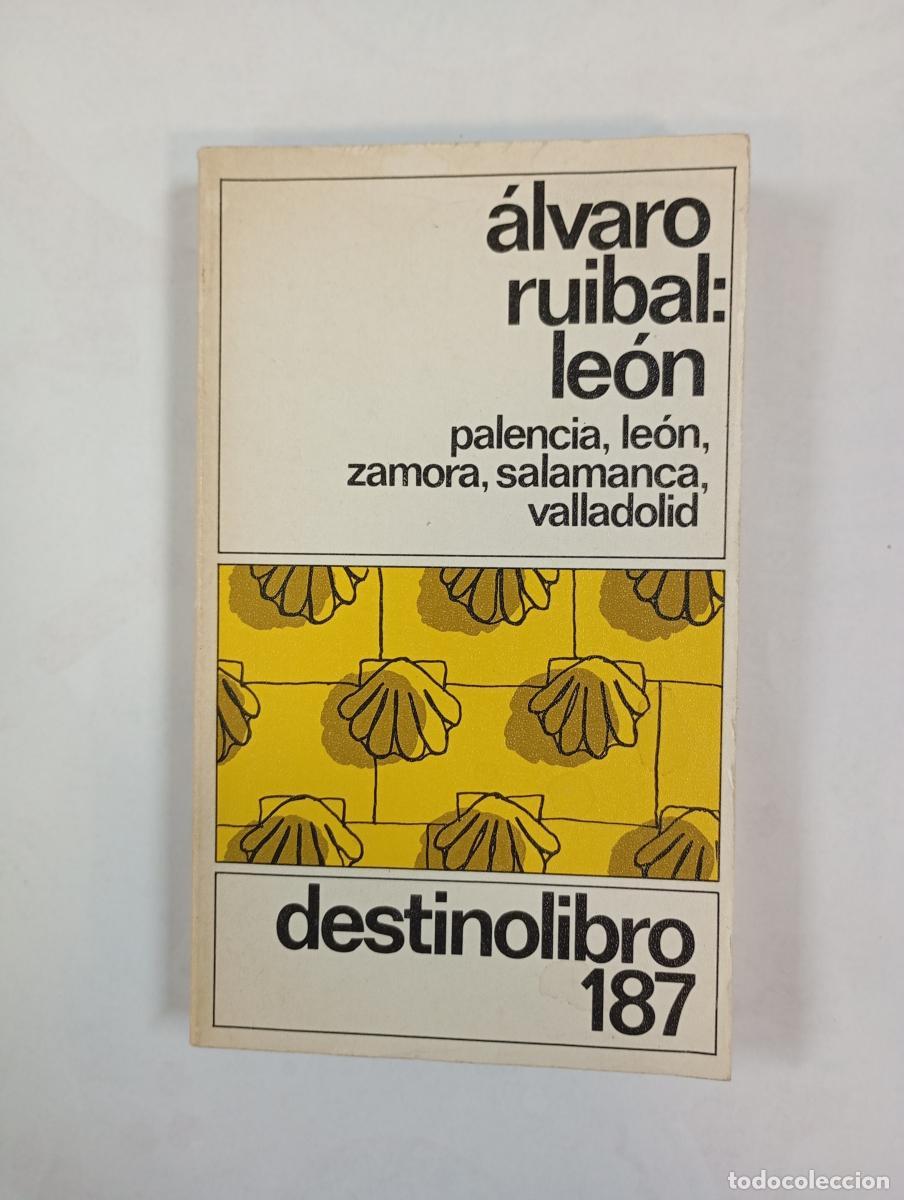 álvaro
ruibal:
león
palencia, león,
zamora, salamanca,
valladolid
destinolibro
187
todocoleccion